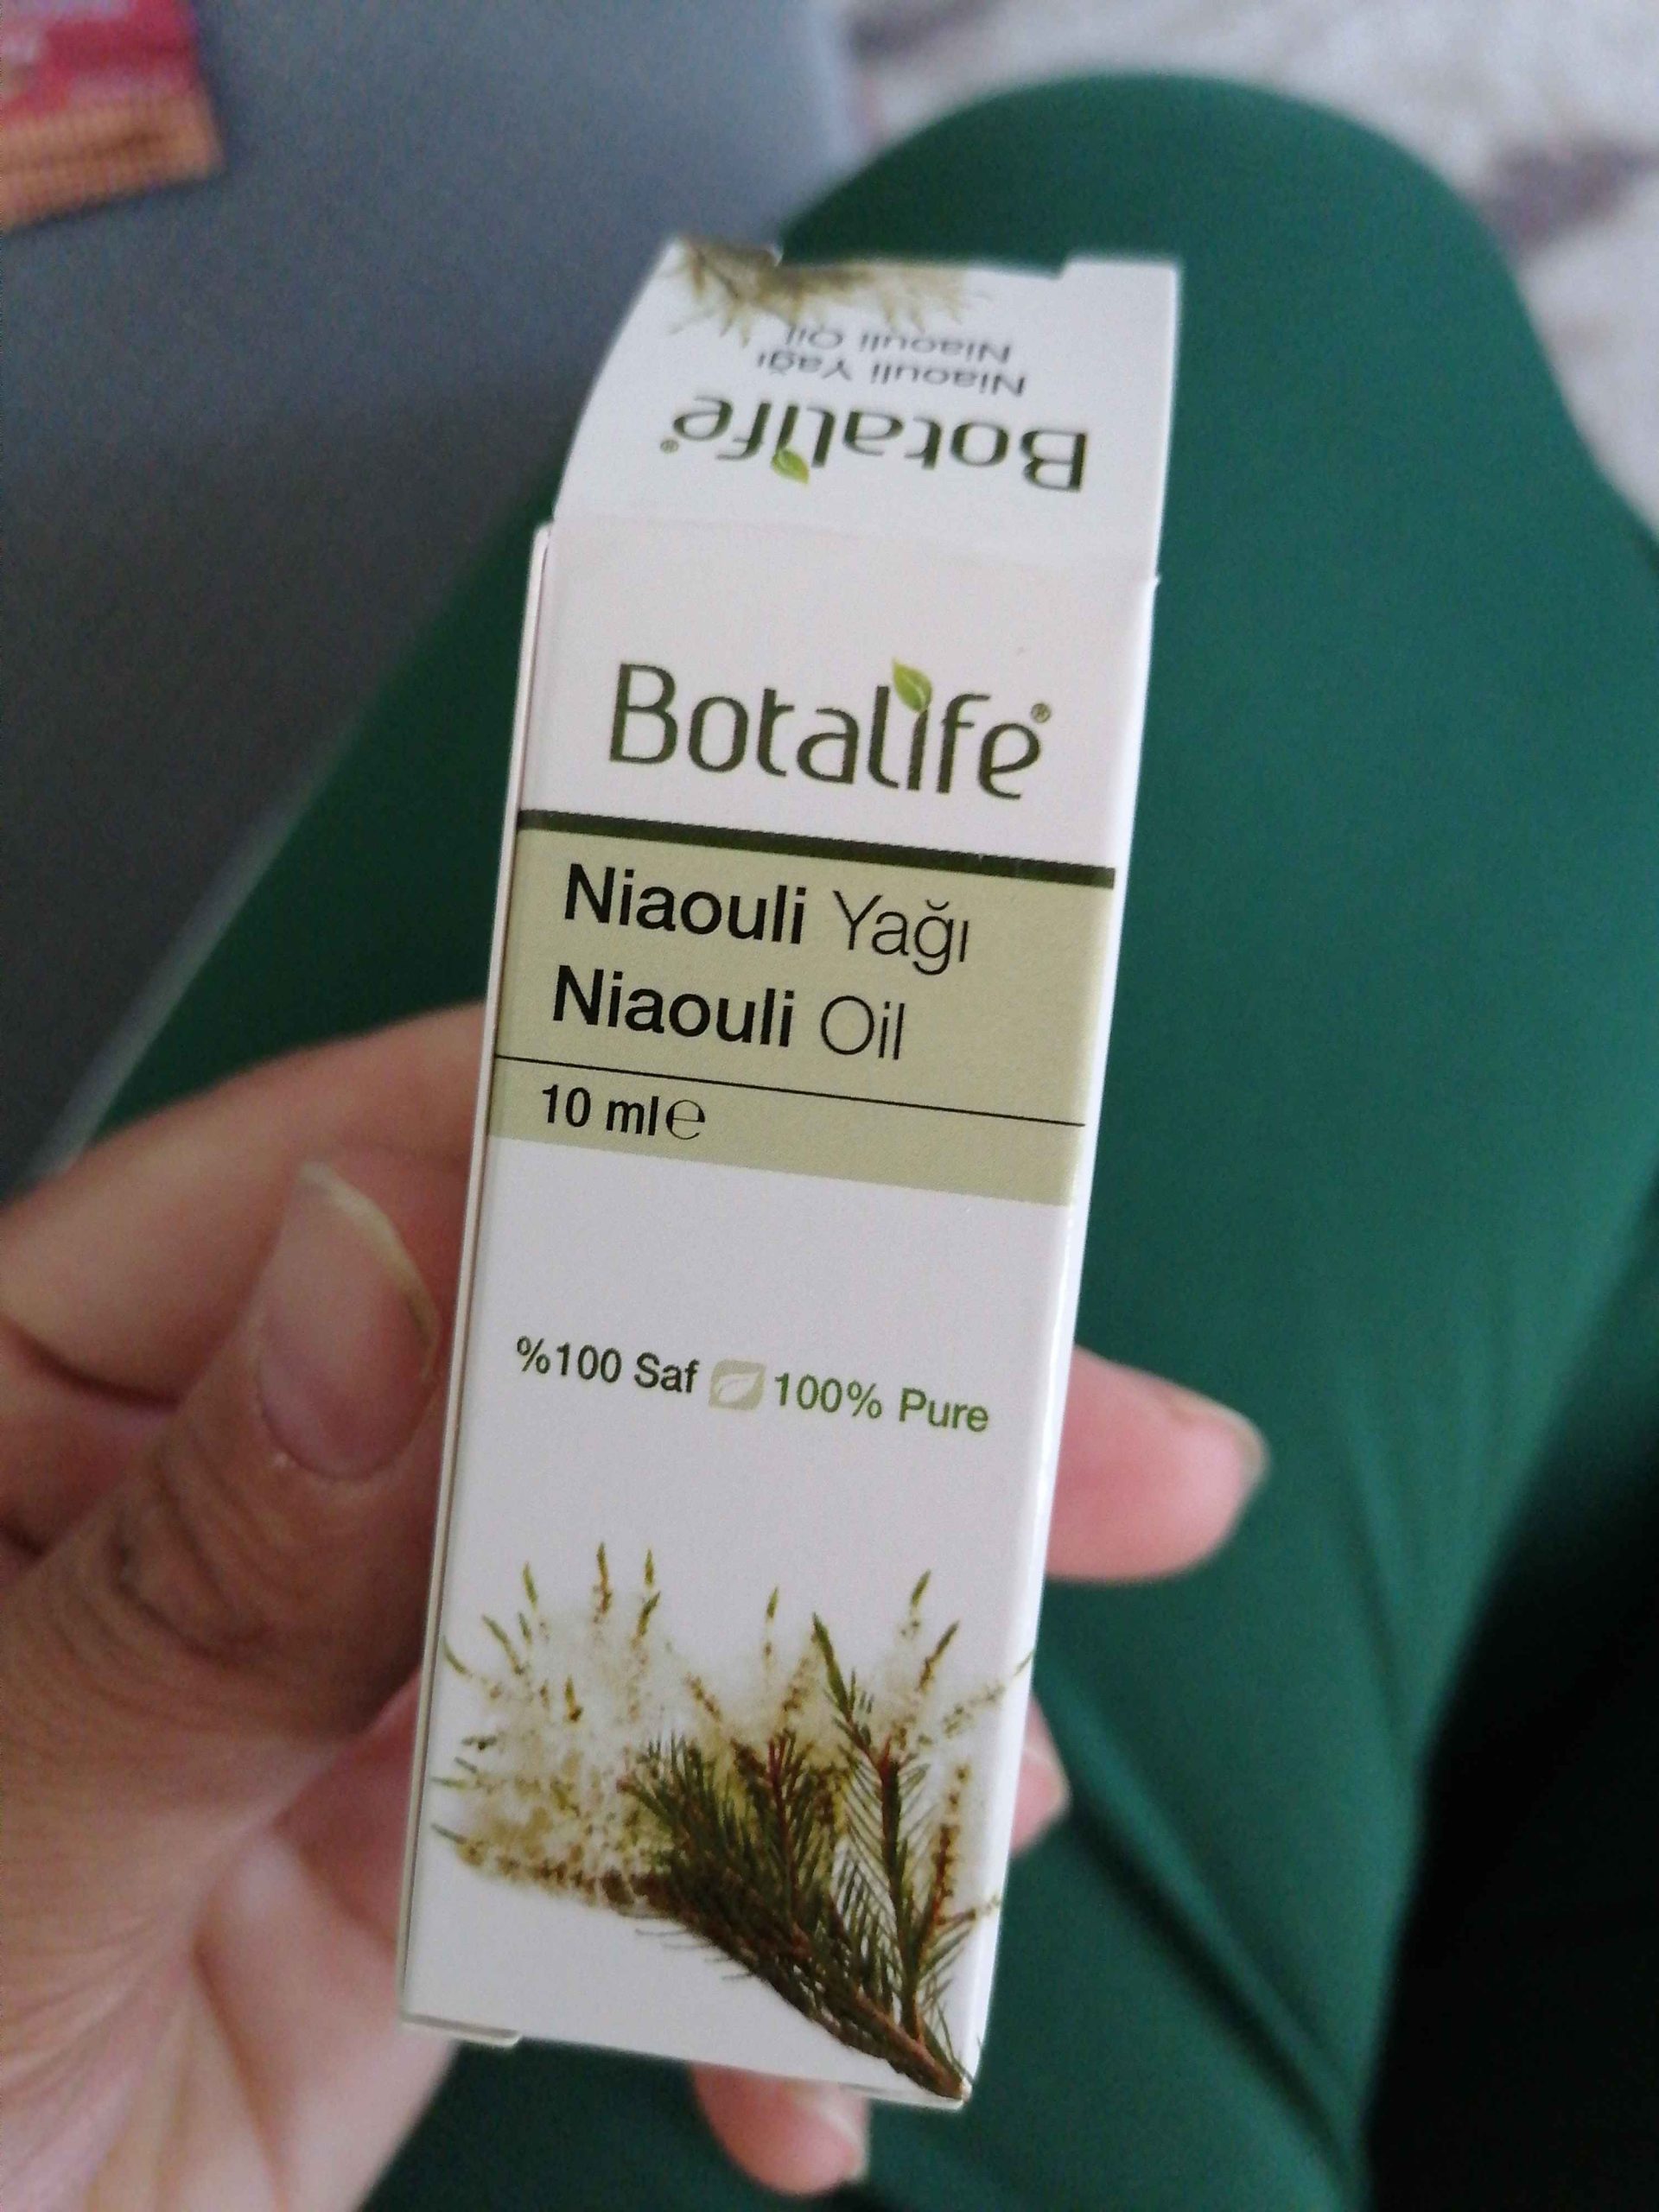 Botalife®
Niaouli Yağı
Niaouli Oil
Botalife®
Niaouli Yağı
Niaouli Oil
10 ml℮
%100 Saf 100% Pure